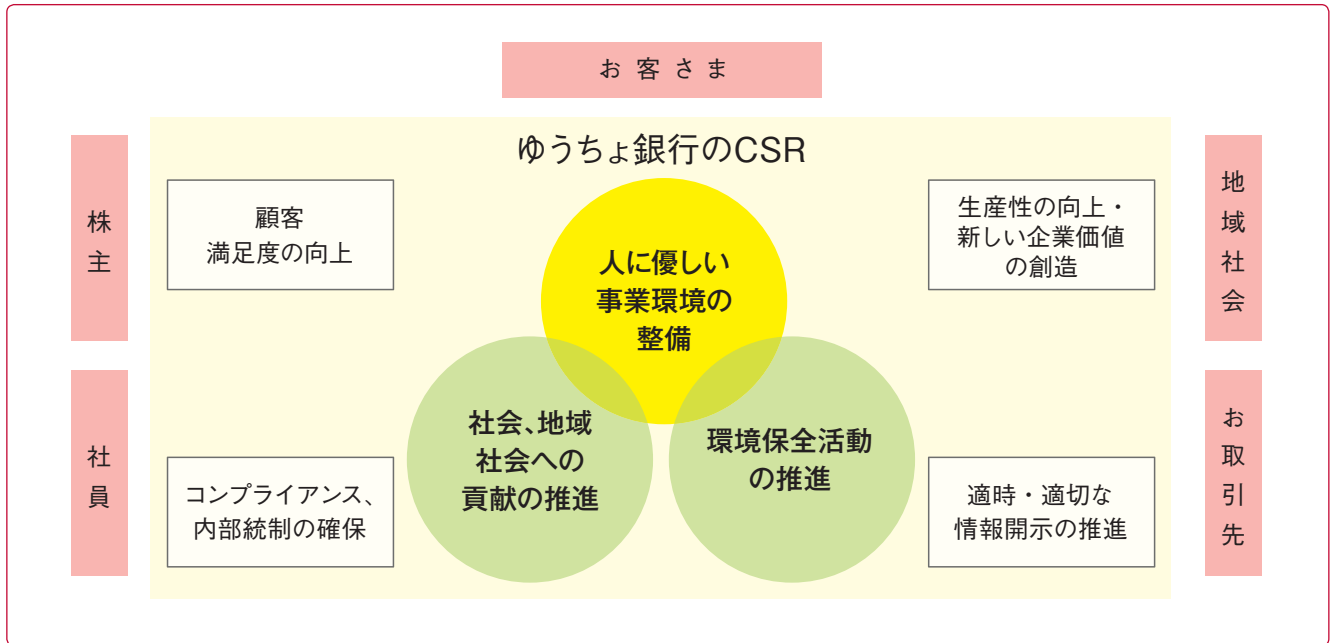 お客さま
ゆうちょ銀行のCSR
株主
地域社会
顧客
満足度の向上
生産性の向上・
新しい企業価値
の創造
人に優しい
事業環境の
整備
社員
お取引先
社会、地域
社会への
貢献の推進
環境保全活動
の推進
コンプライアンス、
内部統制の確保
適時・適切な
情報開示の推進